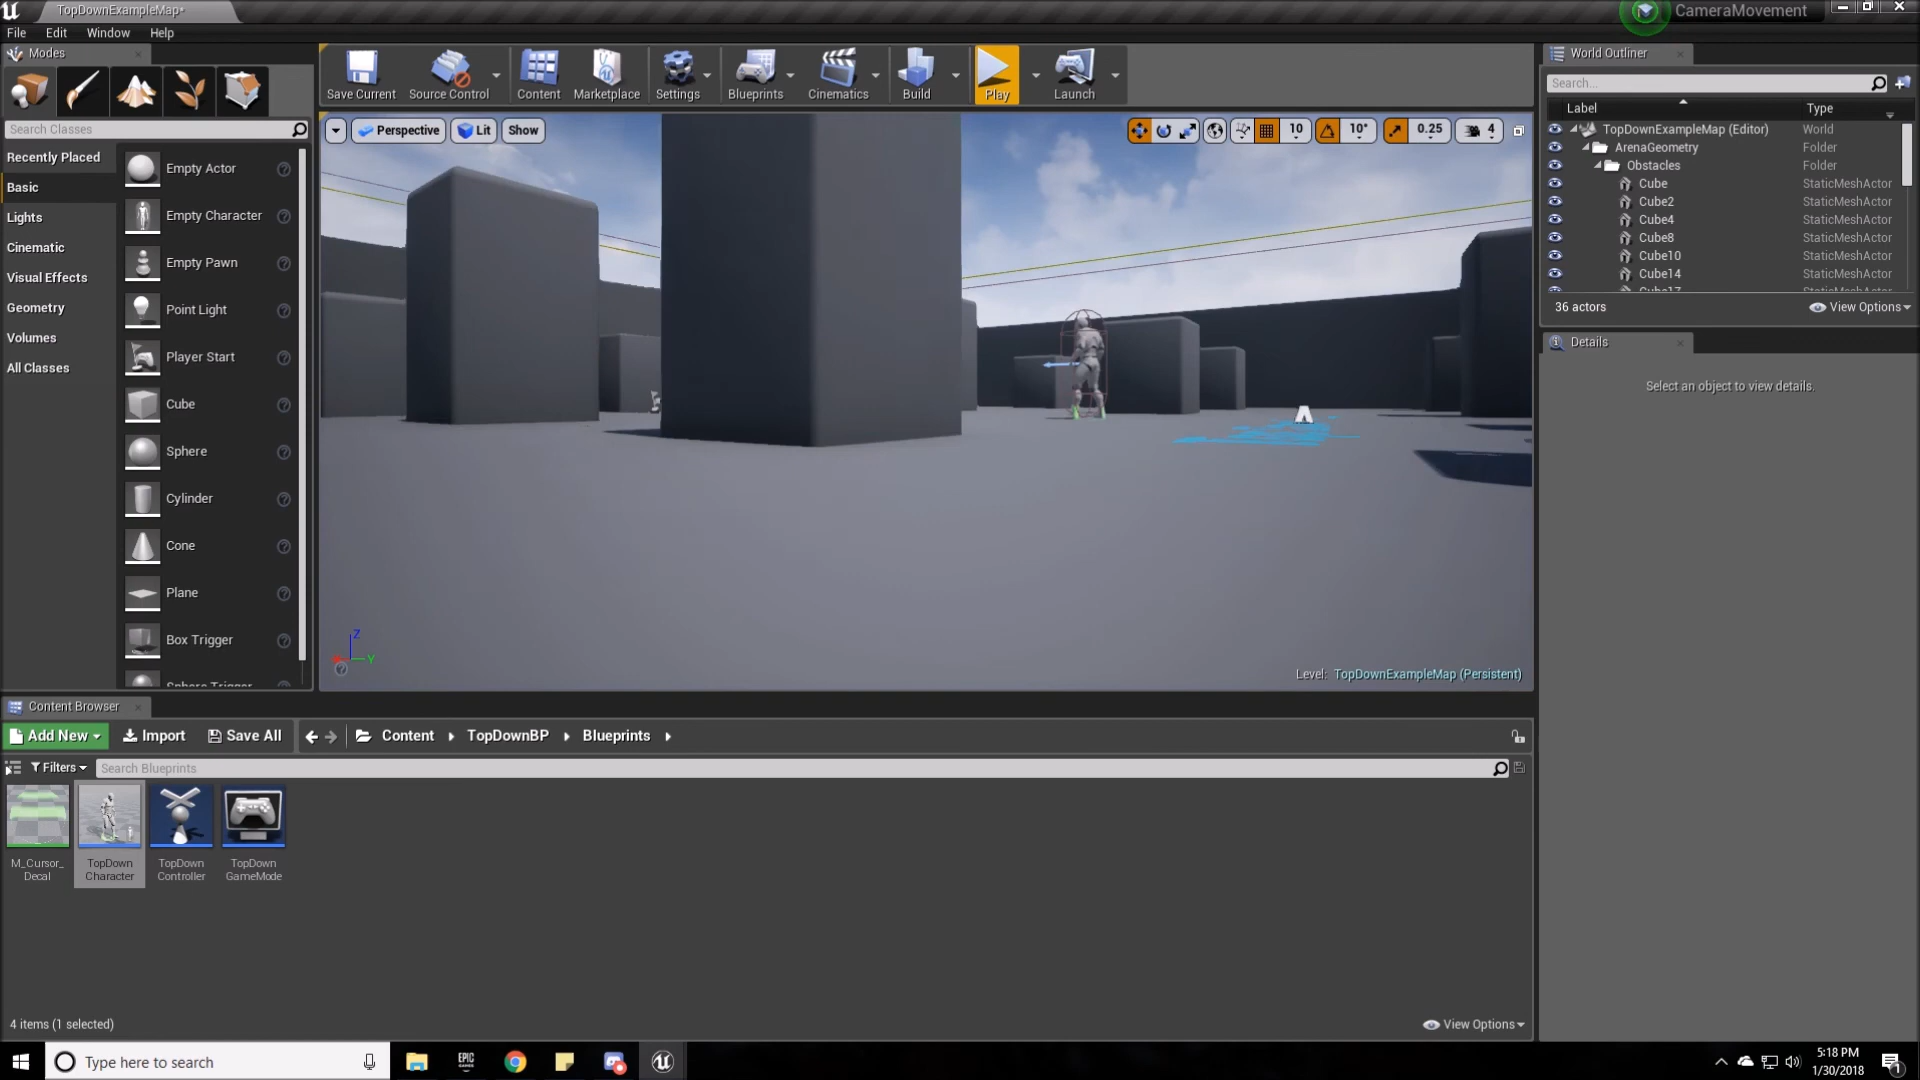 TopDownExampleMap*
CameraMovement
File Edit Window Help
Modes
Save Current
Source Control
Content
Marketplace
Settings
Blueprints
Cinematics
Build
Play
Launch
World Outliner
Search...
Label Type
TopDownExampleMap (Editor) World
ArenaGeometry Folder
Obstacles Folder
Cube StaticMeshActor
Cube2 StaticMeshActor
Cube4 StaticMeshActor
Cube8 StaticMeshActor
Cube10 StaticMeshActor
Cube14 StaticMeshActor
36 actors
View Options
Details
Select an object to view details.
Search Classes
Recently Placed
Basic
Lights
Cinematic
Visual Effects
Geometry
Volumes
All Classes
Empty Actor
Empty Character
Empty Pawn
Point Light
Player Start
Cube
Sphere
Cylinder
Cone
Plane
Box Trigger
Sphere Trigger
Perspective
Lit
Show
10
10°
0.25
4
Z
Y
Level: TopDownExampleMap (Persistent)
Content Browser
Add New
Import
Save All
Content
TopDownBP
Blueprints
Filters
Search Blueprints
M_Cursor_
Decal
TopDown
Character
TopDown
Controller
TopDown
GameMode
4 items (1 selected)
View Options
Type here to search
EPIC
GAMES
5:18 PM
1/30/2018
1